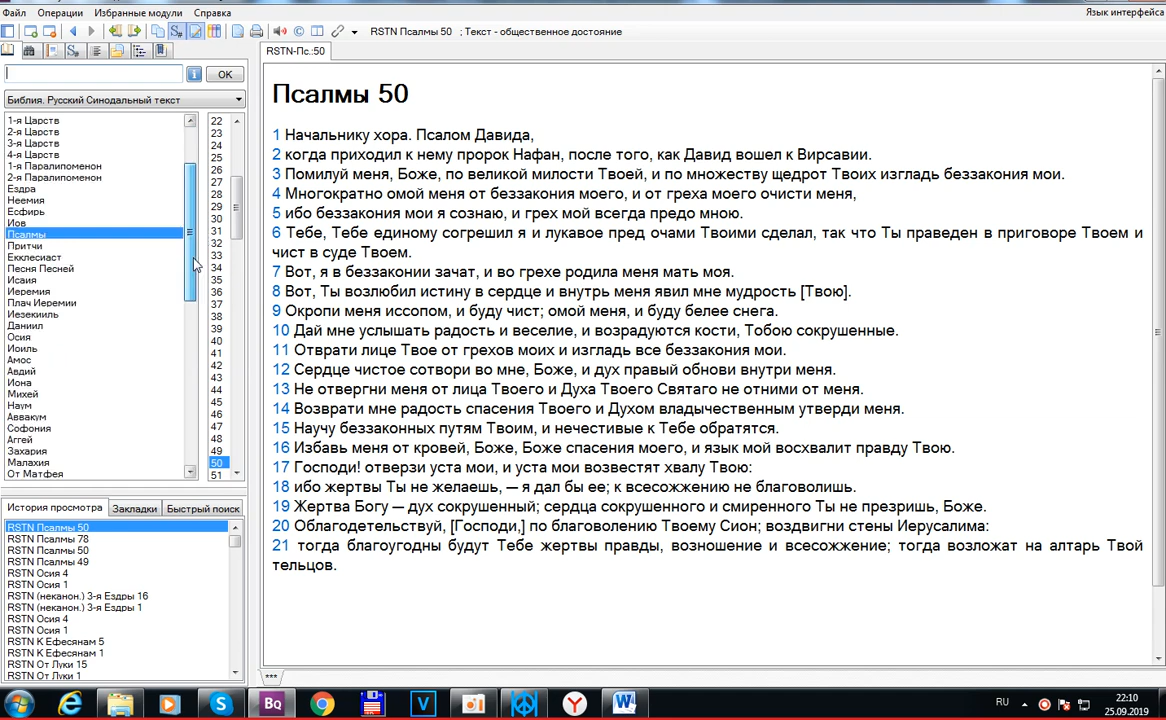 Файл Операции Избранные модули Справка Язык интерфейса
RSTN Псалмы 50 ; Текст - общественное достояние
RSTN-Пс.:50
OK
Библия. Русский Синодальный текст
1-я Царств
2-я Царств
3-я Царств
4-я Царств
1-я Паралипоменон
2-я Паралипоменон
Ездра
Неемия
Есфирь
Иов
Псалмы
Притчи
Екклесиаст
Песня Песней
Исаия
Иеремия
Плач Иеремии
Иезекииль
Даниил
Осия
Иоиль
Амос
Авдий
Иона
Михей
Наум
Аввакум
Софония
Аггей
Захария
Малахия
От Матфея
22
23
24
25
26
27
28
29
30
31
32
33
34
35
36
37
38
39
40
41
42
43
44
45
46
47
48
49
50
51
История просмотра Закладки Быстрый поиск
RSTN Псалмы 50
RSTN Псалмы 78
RSTN Псалмы 50
RSTN Псалмы 49
RSTN Осия 4
RSTN Осия 1
RSTN (неканон.) 3-я Ездры 16
RSTN (неканон.) 3-я Ездры 1
RSTN Осия 4
RSTN Осия 1
RSTN К Ефесянам 5
RSTN К Ефесянам 1
RSTN От Луки 15
RSTN От Луки 1
Псалмы 50
1 Начальнику хора. Псалом Давида,
2 когда приходил к нему пророк Нафан, после того, как Давид вошел к Вирсавии.
3 Помилуй меня, Боже, по великой милости Твоей, и по множеству щедрот Твоих изгладь беззакония мои.
4 Многократно омой меня от беззакония моего, и от греха моего очисти меня,
5 ибо беззакония мои я сознаю, и грех мой всегда предо мною.
6 Тебе, Тебе единому согрешил я и лукавое пред очами Твоими сделал, так что Ты праведен в приговоре Твоем и
чист в суде Твоем.
7 Вот, я в беззаконии зачат, и во грехе родила меня мать моя.
8 Вот, Ты возлюбил истину в сердце и внутрь меня явил мне мудрость [Твою].
9 Окропи меня иссопом, и буду чист; омой меня, и буду белее снега.
10 Дай мне услышать радость и веселие, и возрадуются кости, Тобою сокрушенные.
11 Отврати лице Твое от грехов моих и изгладь все беззакония мои.
12 Сердце чистое сотвори во мне, Боже, и дух правый обнови внутри меня.
13 Не отвергни меня от лица Твоего и Духа Твоего Святаго не отними от меня.
14 Возврати мне радость спасения Твоего и Духом владычественным утверди меня.
15 Научу беззаконных путям Твоим, и нечестивые к Тебе обратятся.
16 Избавь меня от кровей, Боже, Боже спасения моего, и язык мой восхвалит правду Твою.
17 Господи! отверзи уста мои, и уста мои возвестят хвалу Твою:
18 ибо жертвы Ты не желаешь, — я дал бы ее; к всесожжению не благоволишь.
19 Жертва Богу — дух сокрушенный; сердца сокрушенного и смиренного Ты не презришь, Боже.
20 Облагодетельствуй, [Господи,] по благоволению Твоему Сион; воздвигни стены Иерусалима:
21 тогда благоугодны будут Тебе жертвы правды, возношение и всесожжение; тогда возложат на алтарь Твой
тельцов.
***
RU
22:10
25.09.2019